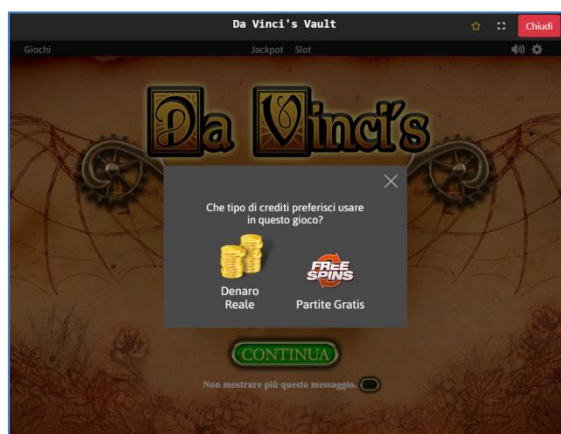 Da Vinci's Vault
Chiudi
Giochi
Jackpot Slot
Da Vinci's
Che tipo di crediti preferisci usare
in questo gioco?
FREE
SPINS
Denaro
Reale
Partite Gratis
CONTINUA
Non mostrare più questo messaggio.